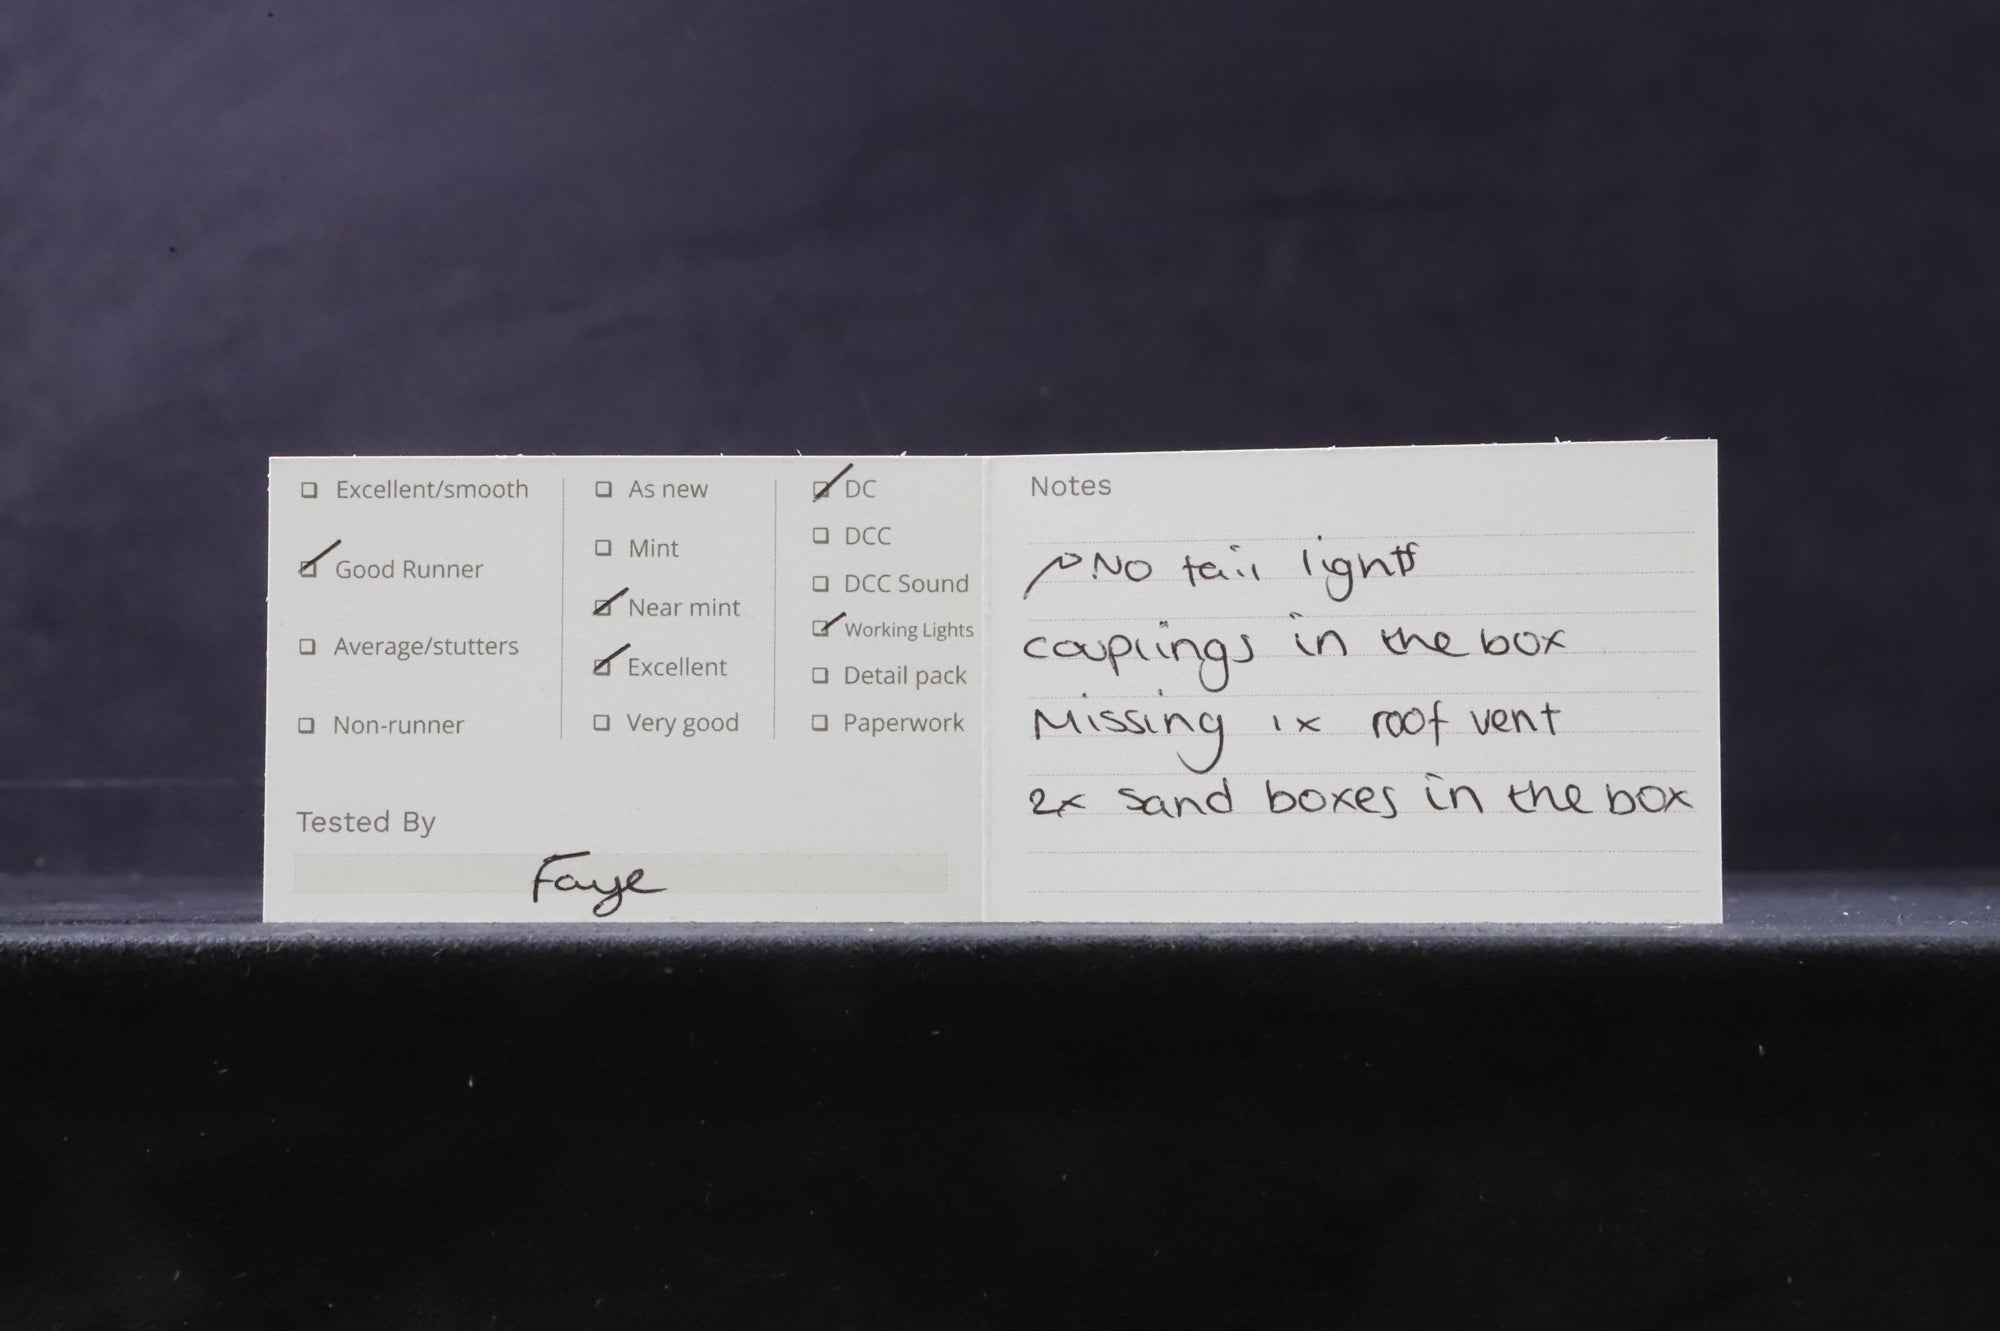 Excellent/smooth
Good Runner
Average/stutters
Non-runner
As new
Mint
Near mint
Excellent
Very good
DC
DCC
DCC Sound
Working Lights
Detail pack
Paperwork
Tested By
Faye
Notes
No tail lights
couplings in the box
Missing 1x roof vent
2x sand boxes in the box